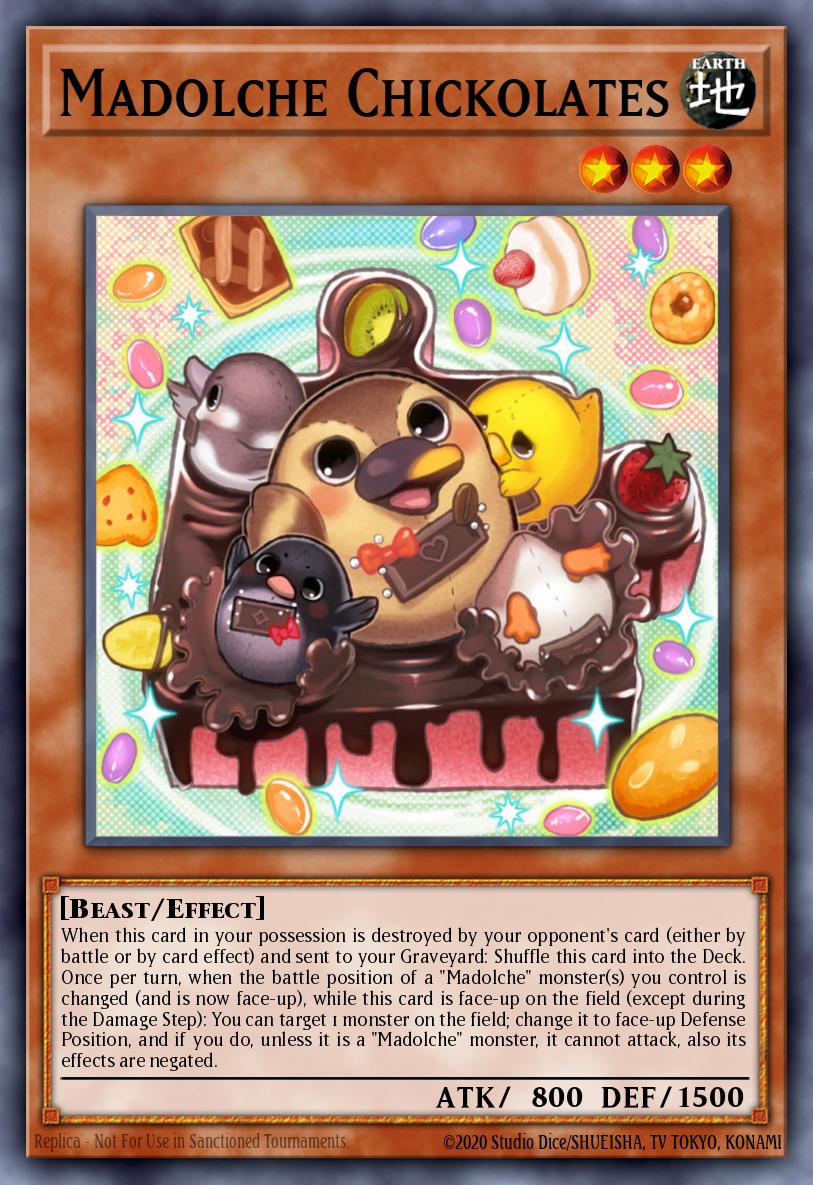 Madolche Chickolates
EARTH
地
[Beast/Effect]
When this card in your possession is destroyed by your opponent's card (either by
battle or by card effect) and sent to your Graveyard: Shuffle this card into the Deck.
Once per turn, when the battle position of a "Madolche" monster(s) you control is
changed (and is now face-up), while this card is face-up on the field (except during
the Damage Step): You can target 1 monster on the field; change it to face-up Defense
Position, and if you do, unless it is a "Madolche" monster, it cannot attack, also its
effects are negated.
ATK/ 800 DEF/1500
Replica - Not For Use in Sanctioned Tournaments.
©2020 Studio Dice/SHUEISHA, TV TOKYO, KONAMI